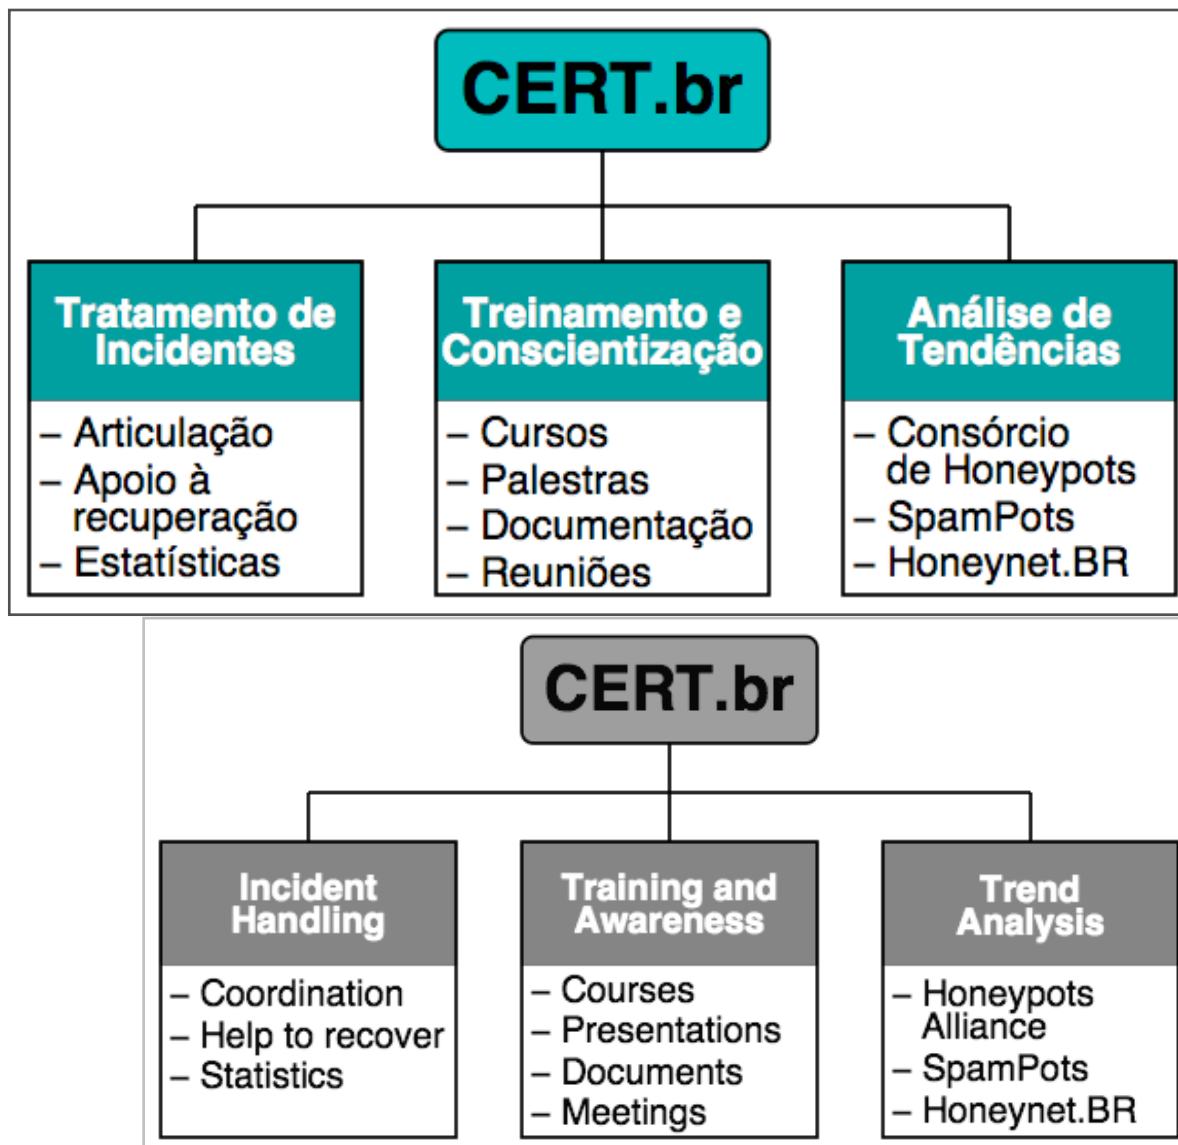 CERT.br
Tratamento de
Incidentes
– Articulação
– Apoio à
recuperação
– Estatísticas
Treinamento e
Conscientização
– Cursos
– Palestras
– Documentação
– Reuniões
Análise de
Tendências
– Consórcio
de Honeypots
– SpamPots
– Honeynet.BR
CERT.br
Incident
Handling
– Coordination
– Help to recover
– Statistics
Training and
Awareness
– Courses
– Presentations
– Documents
– Meetings
Trend
Analysis
– Honeypots
Alliance
– SpamPots
– Honeynet.BR